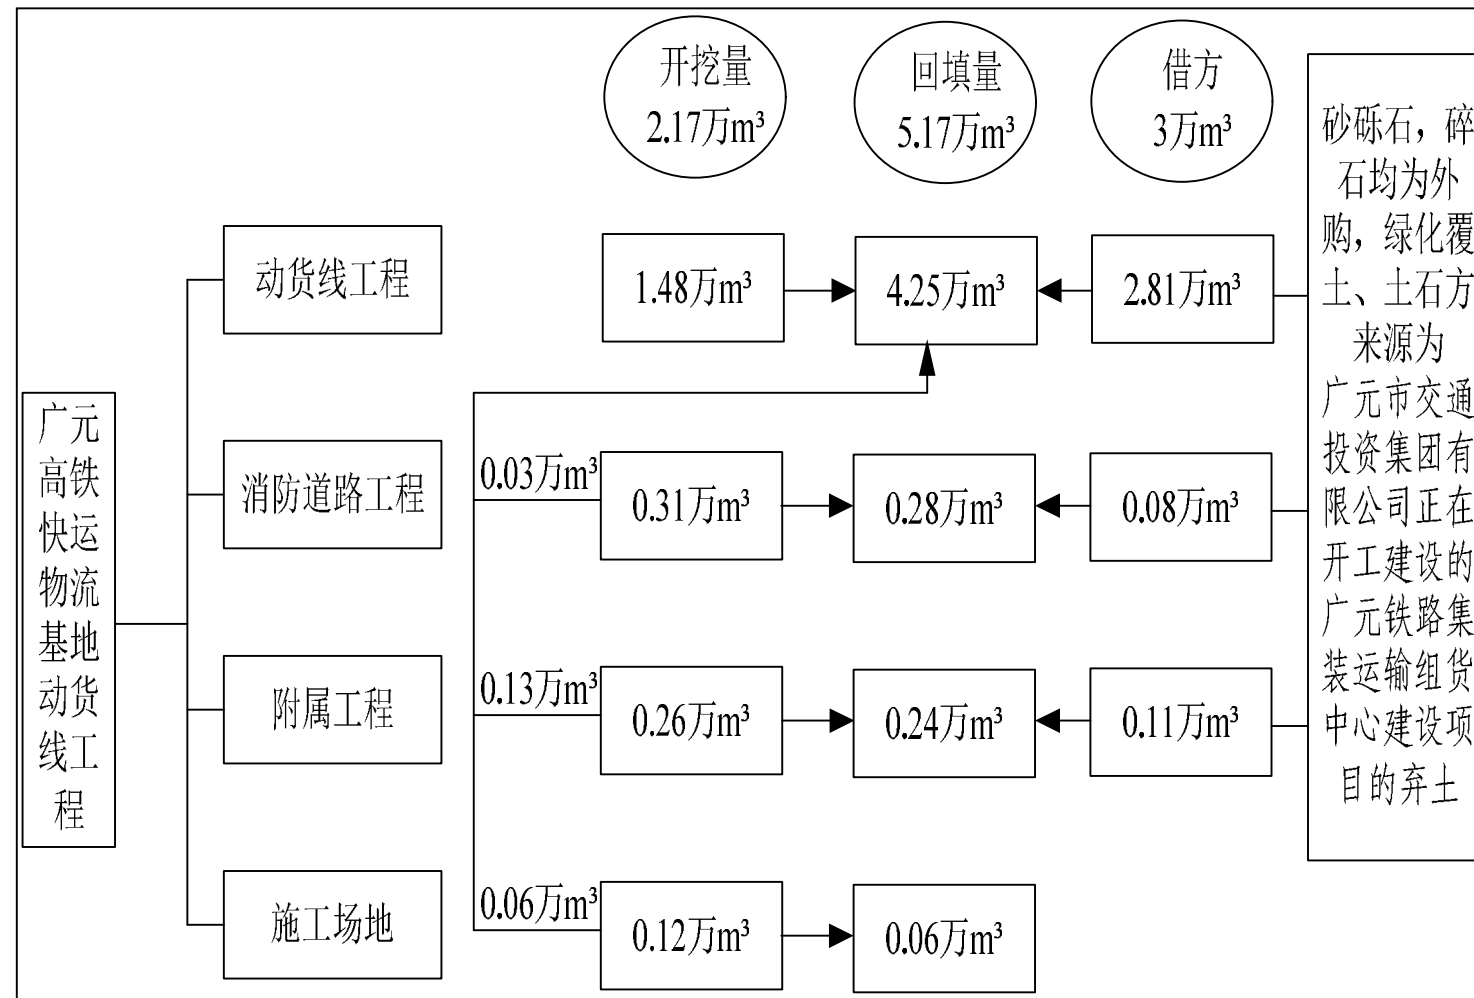 开挖量
2.17万m³
回填量
5.17万m³
借方
3万m³
砂砾石，碎
石均为外
购，绿化覆
土、土石方
来源为
广元市交通
投资集团有
限公司正在
开工建设的
广元铁路集
装运输组货
中心建设项
目的弃土
动货线工程
1.48万m³
4.25万m³
2.81万m³
广元
高铁
快运
物流
基地
动货
线工
程
消防道路工程
0.03万m³
0.31万m³
0.28万m³
0.08万m³
附属工程
0.13万m³
0.26万m³
0.24万m³
0.11万m³
施工场地
0.06万m³
0.12万m³
0.06万m³